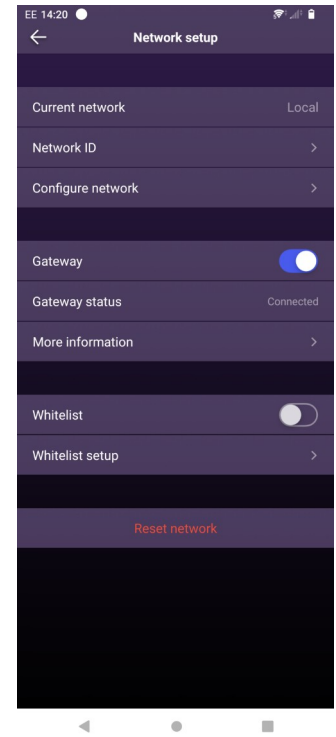 EE 14:20
Network setup
Current network Local
Network ID
Configure network
Gateway
Gateway status Connected
More information
Whitelist
Whitelist setup
Reset network